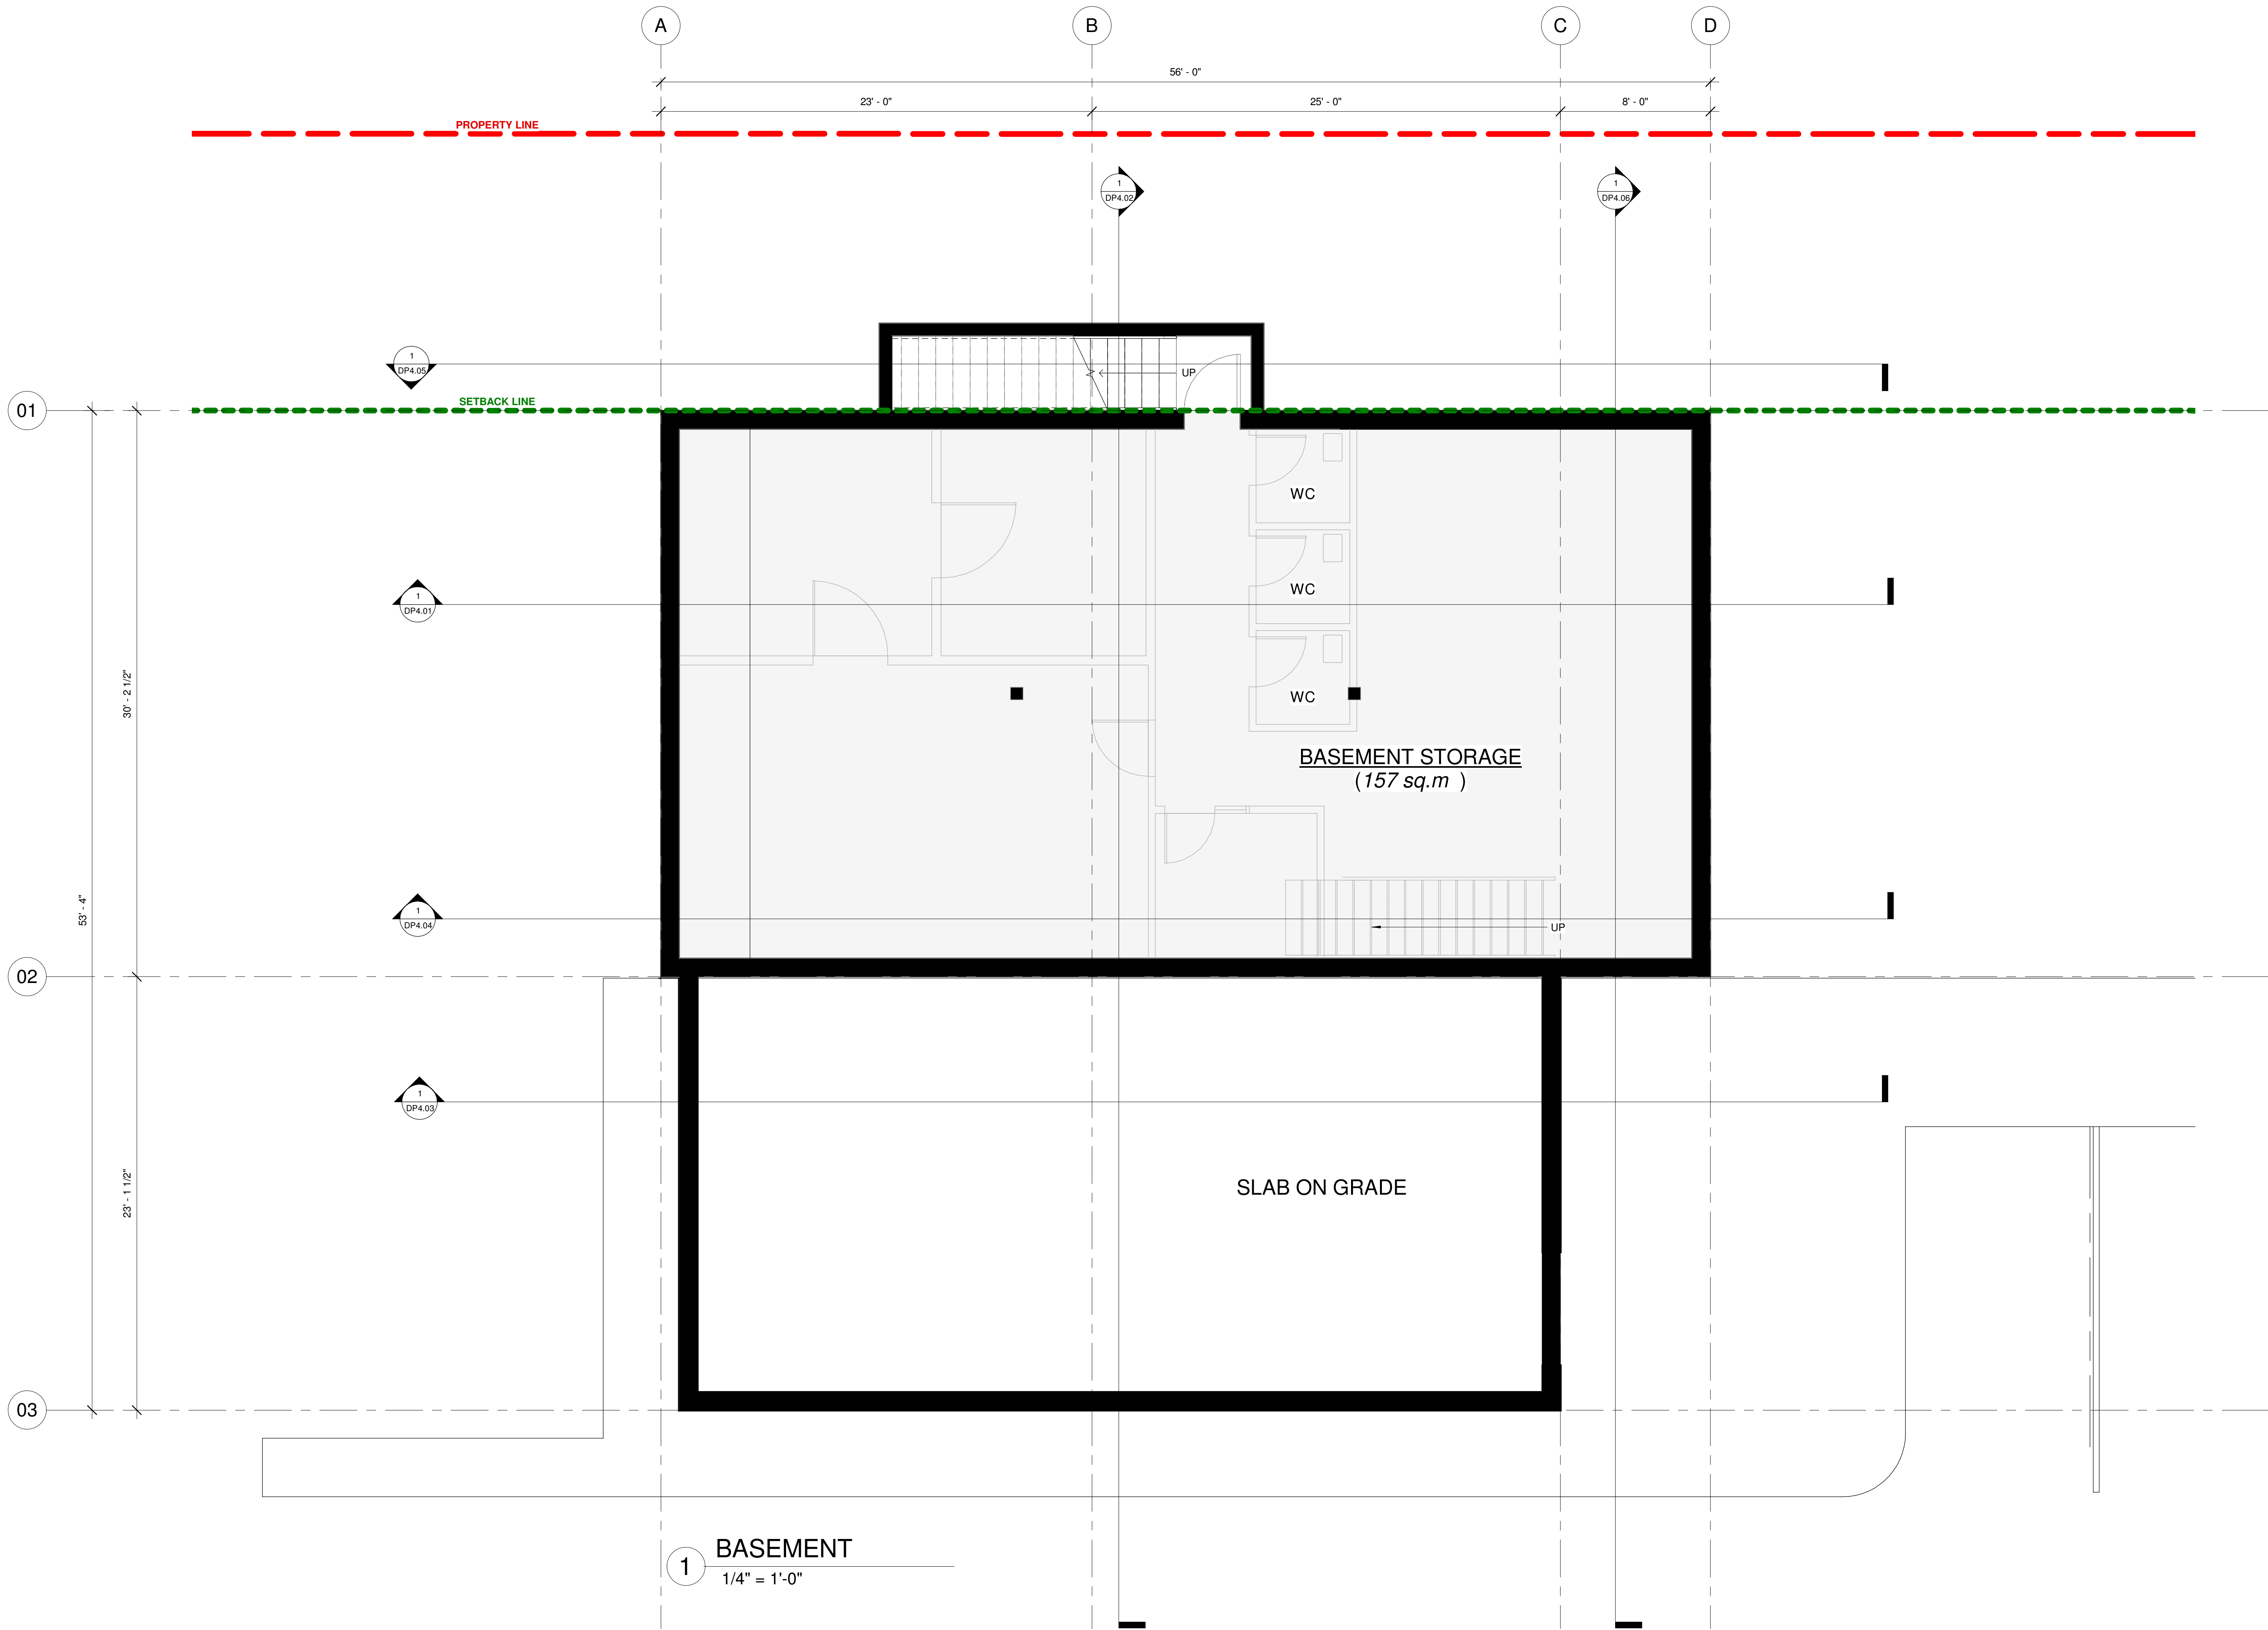 A
B
C
D
56' - 0"
23' - 0"
25' - 0"
8' - 0"
PROPERTY LINE
1
DP4.02
1
DP4.06
1
DP4.05
UP
01
SETBACK LINE
WC
1
DP4.01
WC
30' - 2 1/2"
WC
BASEMENT STORAGE
(157 sq.m )
53' - 4"
1
DP4.04
UP
02
1
DP4.03
23' - 1 1/2"
SLAB ON GRADE
03
1
BASEMENT
1/4" = 1'-0"